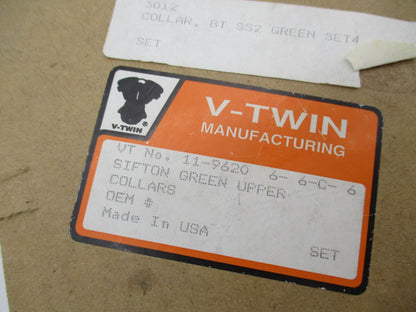 3012
COLLAR, BT SS2 GREEN SET4
SET
V-TWIN
MANUFACTURING
V-TWIN®
VT No. 11-9620 6- 6-C- 6
SIFTON GREEN UPPER
COLLARS
OEM #
Made In USA
SET